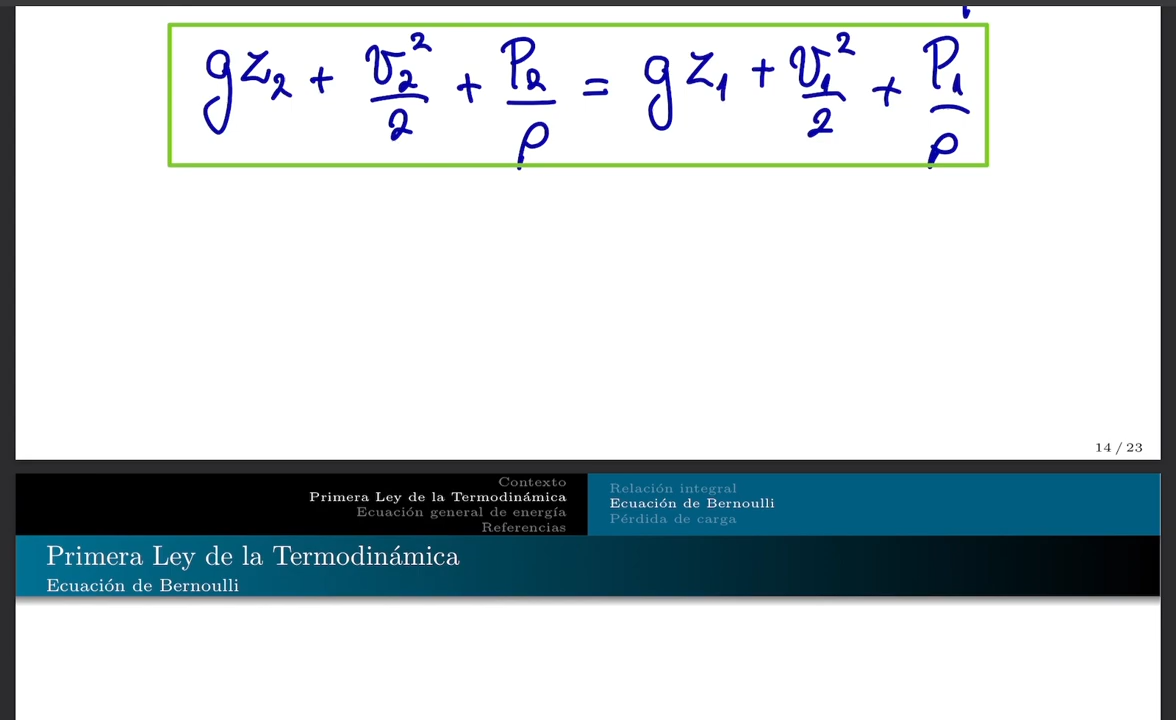 gz₂ + v₂²/2 + P₂/ρ = gz₁ + v₁²/2 + P₁/ρ
14 / 23
Contexto
Primera Ley de la Termodinámica
Ecuación general de energía
Referencias
Relación integral
Ecuación de Bernoulli
Pérdida de carga
Primera Ley de la Termodinámica
Ecuación de Bernoulli